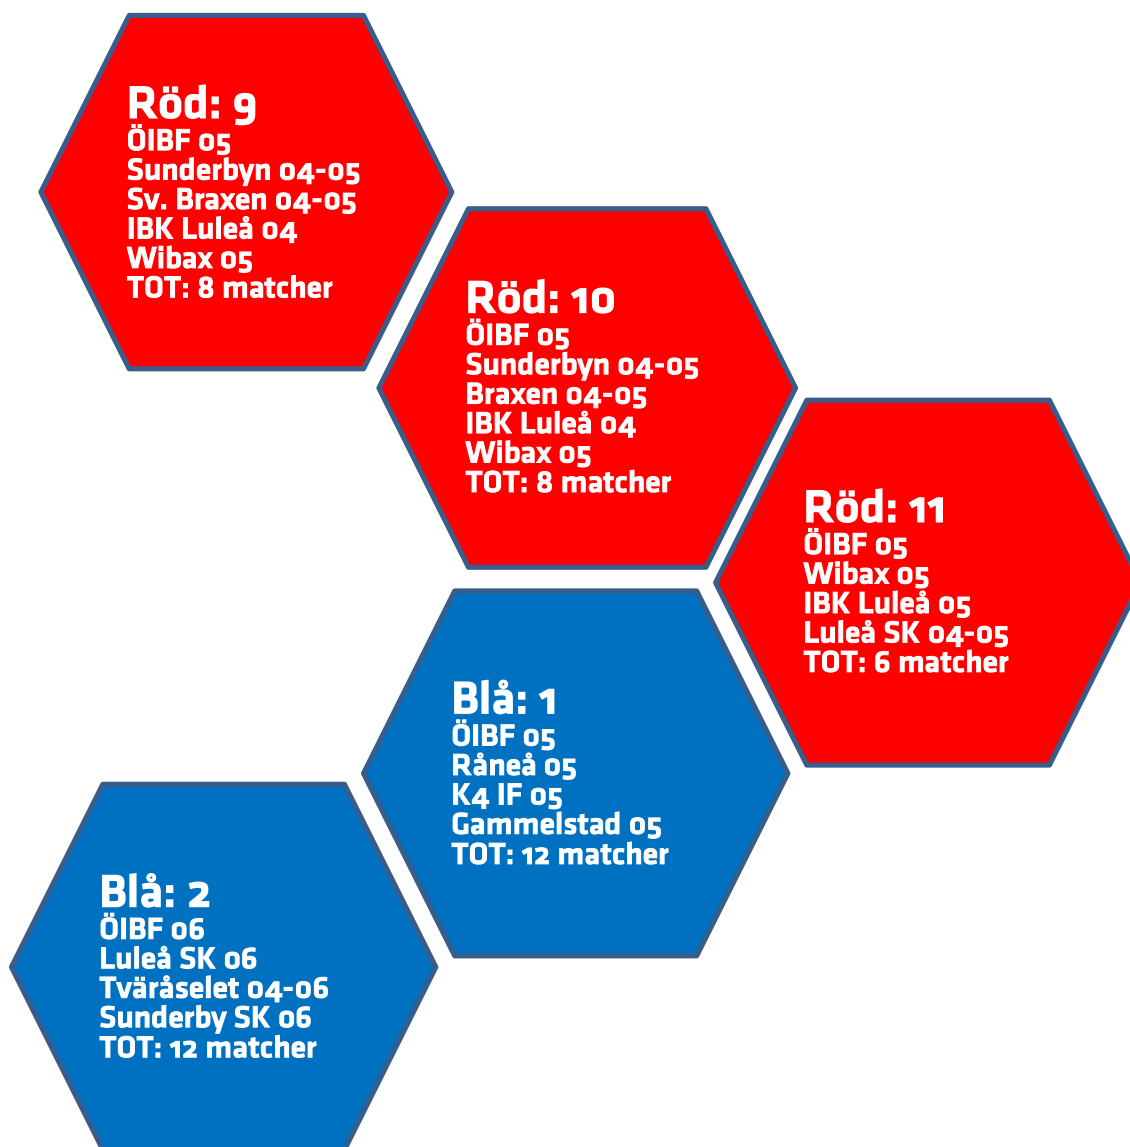 Röd: 9
ÖIBF 05
Sunderbyn 04-05
Sv. Braxen 04-05
IBK Luleå 04
Wibax 05
TOT: 8 matcher
Röd: 10
ÖIBF 05
Sunderbyn 04-05
Braxen 04-05
IBK Luleå 04
Wibax 05
TOT: 8 matcher
Röd: 11
ÖIBF 05
Wibax 05
IBK Luleå 05
Luleå SK 04-05
TOT: 6 matcher
Blå: 1
ÖIBF 05
Råneå 05
K4 IF 05
Gammelstad 05
TOT: 12 matcher
Blå: 2
ÖIBF 06
Luleå SK 06
Tväråselet 04-06
Sunderby SK 06
TOT: 12 matcher